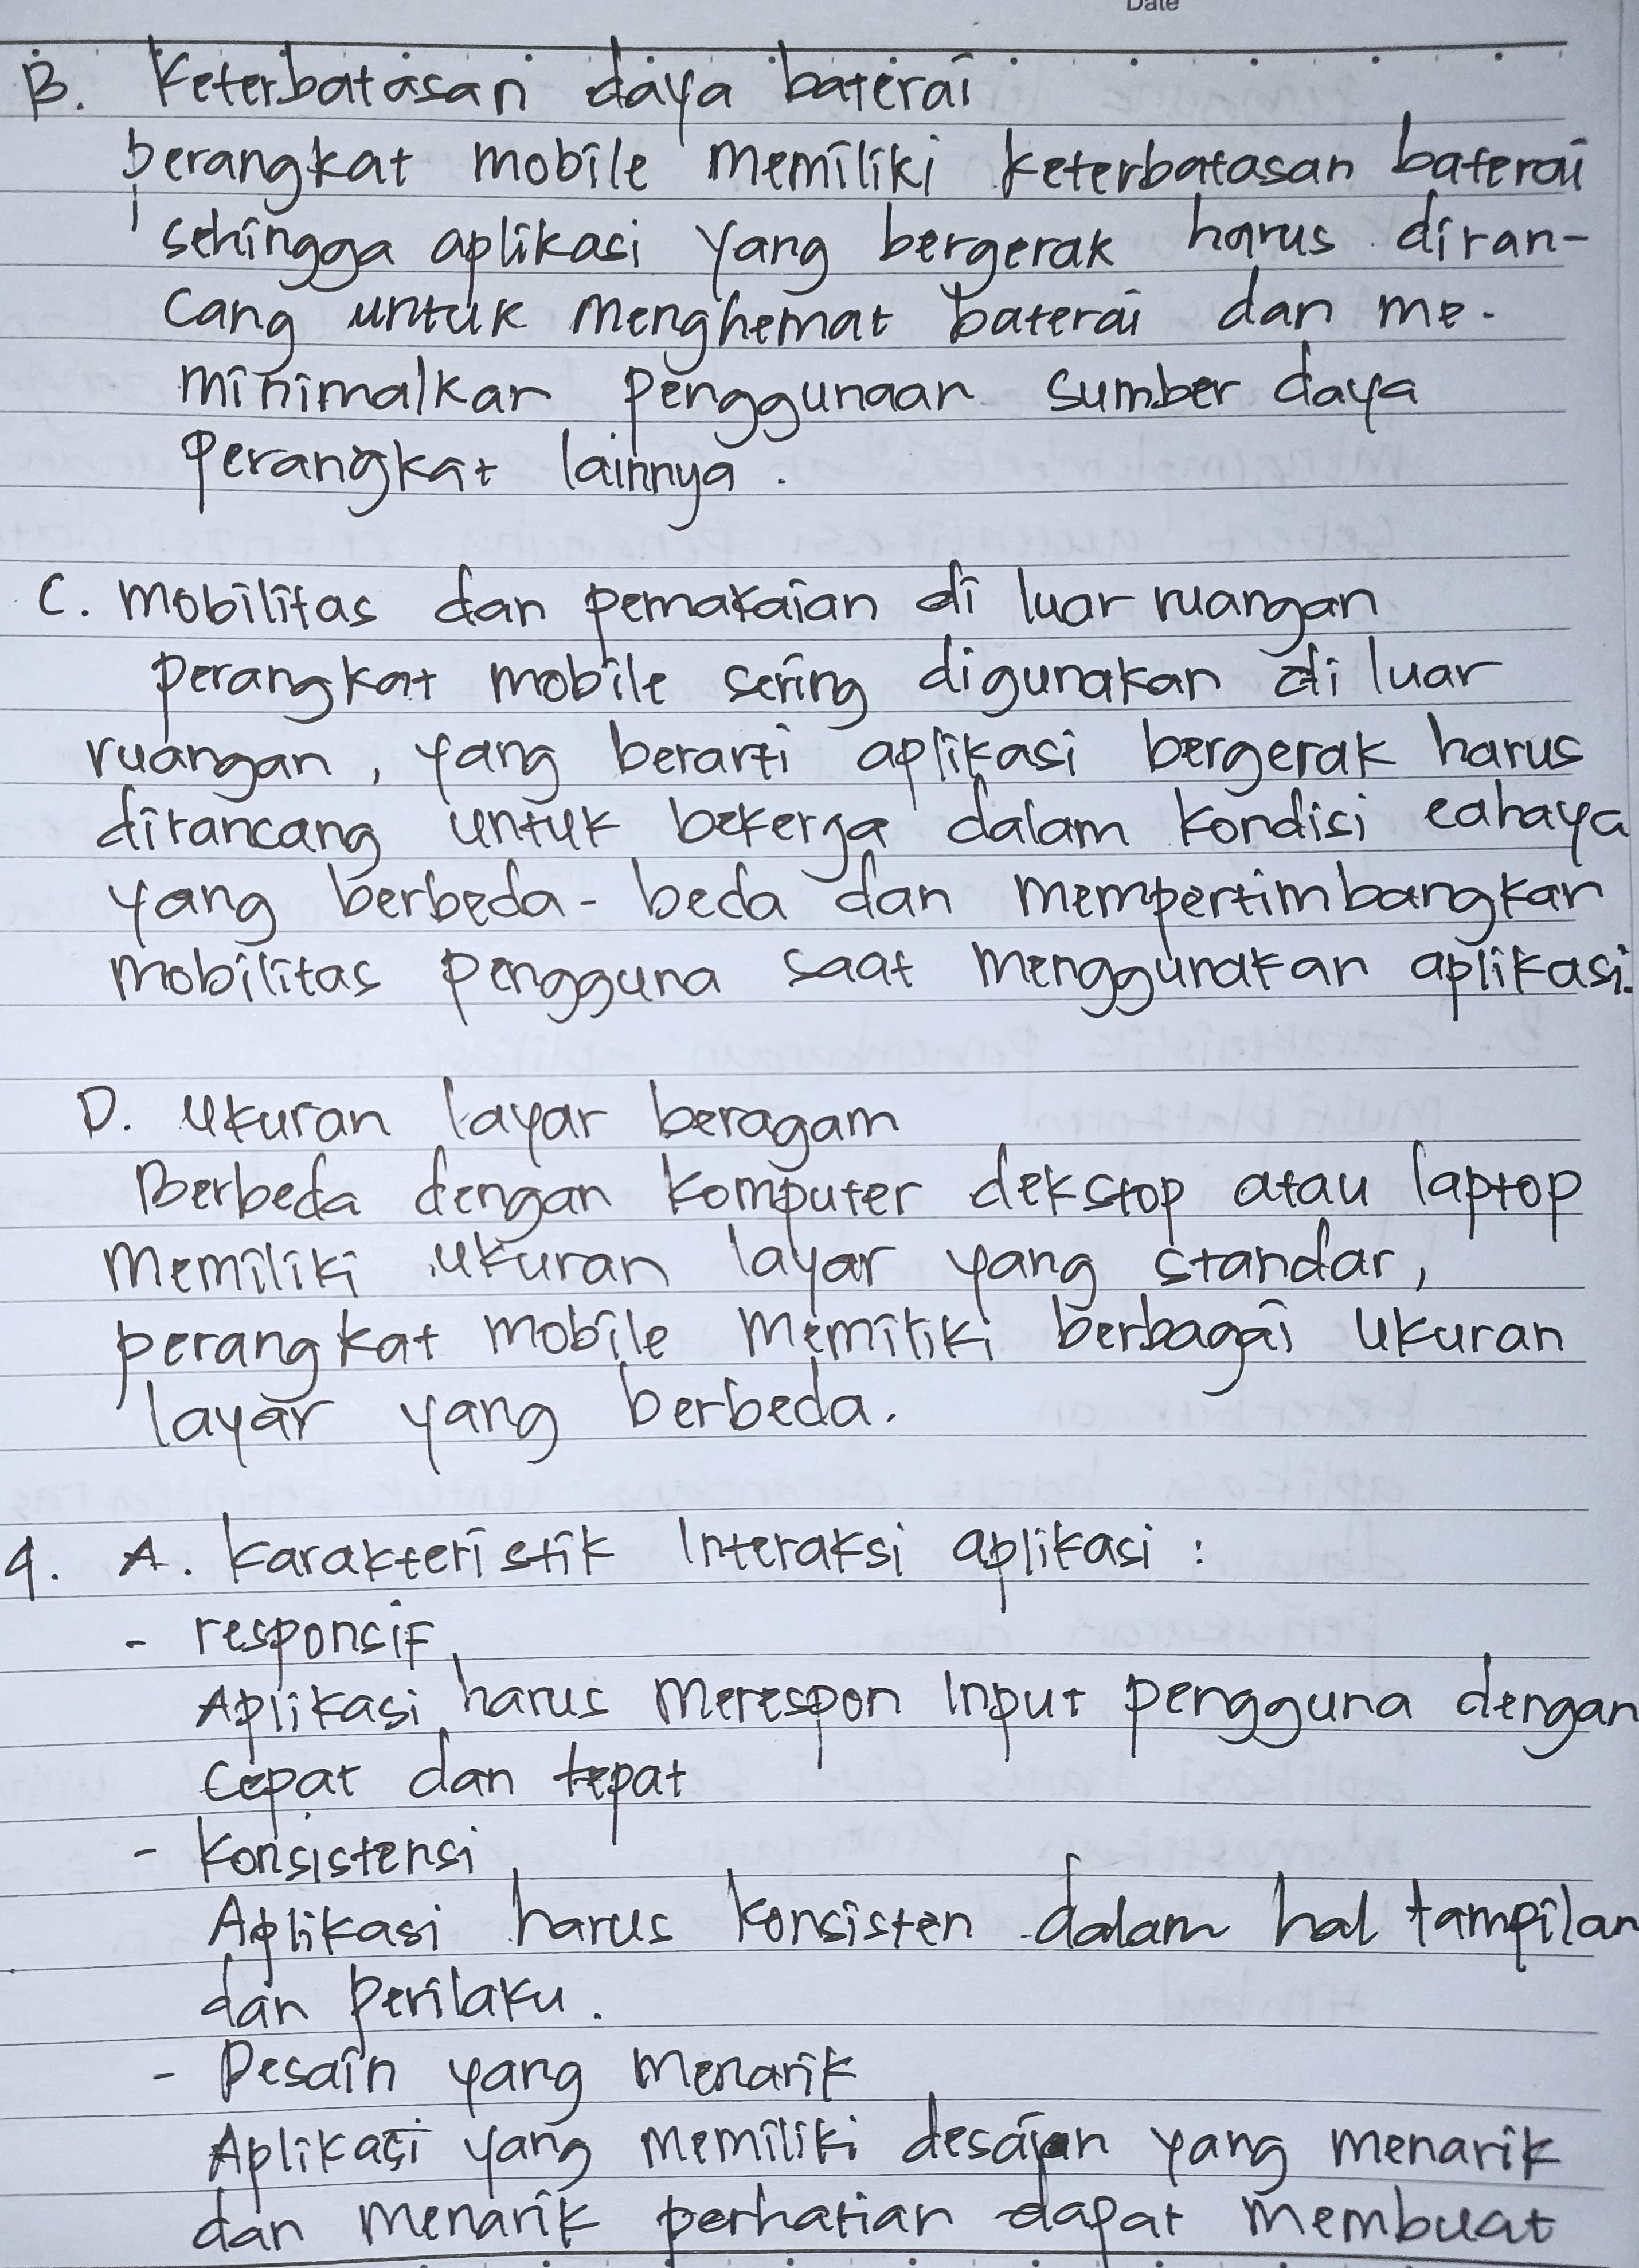 Date
B. Keterbatasan daya baterai
perangkat mobile memiliki keterbatasan baterai
sehingga aplikasi yang bergerak harus diran-
cang untuk menghemat baterai dan me-
minimalkan penggunaan sumber daya
perangkat lainnya.
C. Mobilitas dan pemakaian di luar ruangan
perangkat mobile sering digunakan di luar
ruangan, yang berarti aplikasi bergerak harus
dirancang untuk bekerja dalam kondisi cahaya
yang berbeda-beda dan mempertimbangkan
mobilitas pengguna saat menggunakan aplikasi.
D. Ukuran layar beragam
Berbeda dengan komputer dekstop atau laptop
memiliki ukuran layar yang standar,
perangkat mobile memiliki berbagai ukuran
layar yang berbeda.
4. A. Karakteristik Interaksi aplikasi :
- responsif
Aplikasi harus merespon Input pengguna dengan
cepat dan tepat
- Konsistensi
Aplikasi harus konsisten dalam hal tampilan
dan perilaku.
- Desain yang menarik
Aplikasi yang memiliki desain yang menarik
dan menarik perhatian dapat membuat